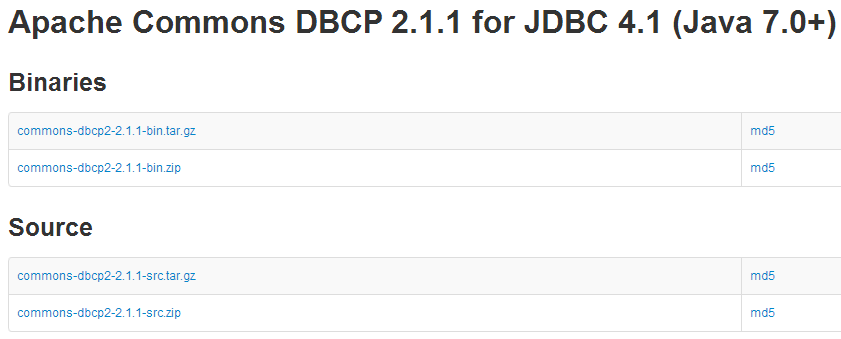 Apache Commons DBCP 2.1.1 for JDBC 4.1 (Java 7.0+)
Binaries
commons-dbcp2-2.1.1-bin.tar.gz md5
commons-dbcp2-2.1.1-bin.zip md5
Source
commons-dbcp2-2.1.1-src.tar.gz md5
commons-dbcp2-2.1.1-src.zip md5